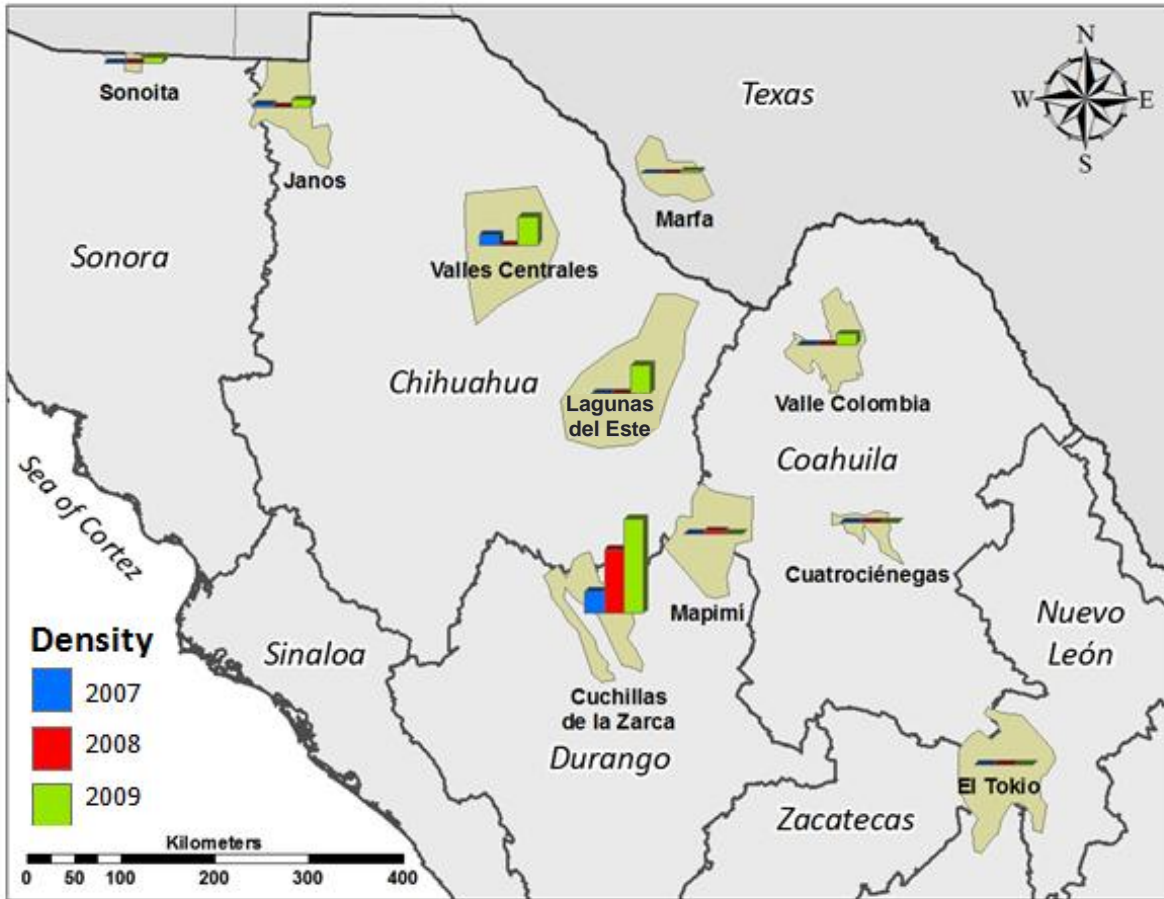 N
W E
S
Texas
Sonoita
Janos
Marfa
Sonora
Valles Centrales
Chihuahua
Lagunas
del Este
Valle Colombia
Coahuila
Sea of Cortez
Cuatrociénegas
Mapimí
Nuevo
León
Density
2007
2008
2009
Sinaloa
Cuchillas
de la Zarca
Durango
El Tokio
Zacatecas
Kilometers
0 50 100 200 300 400